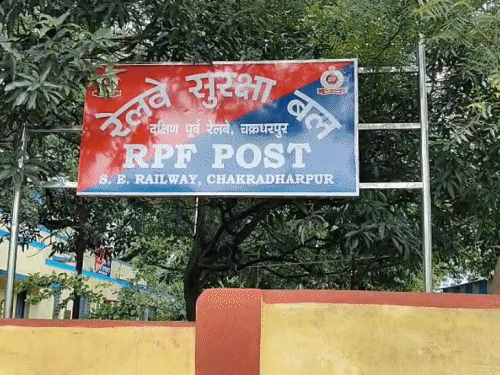 रेलवे सुरक्षा बल
दक्षिण पूर्व रेलवे, चक्रधरपुर
RPF POST
S. E. RAILWAY, CHAKRADHARPUR